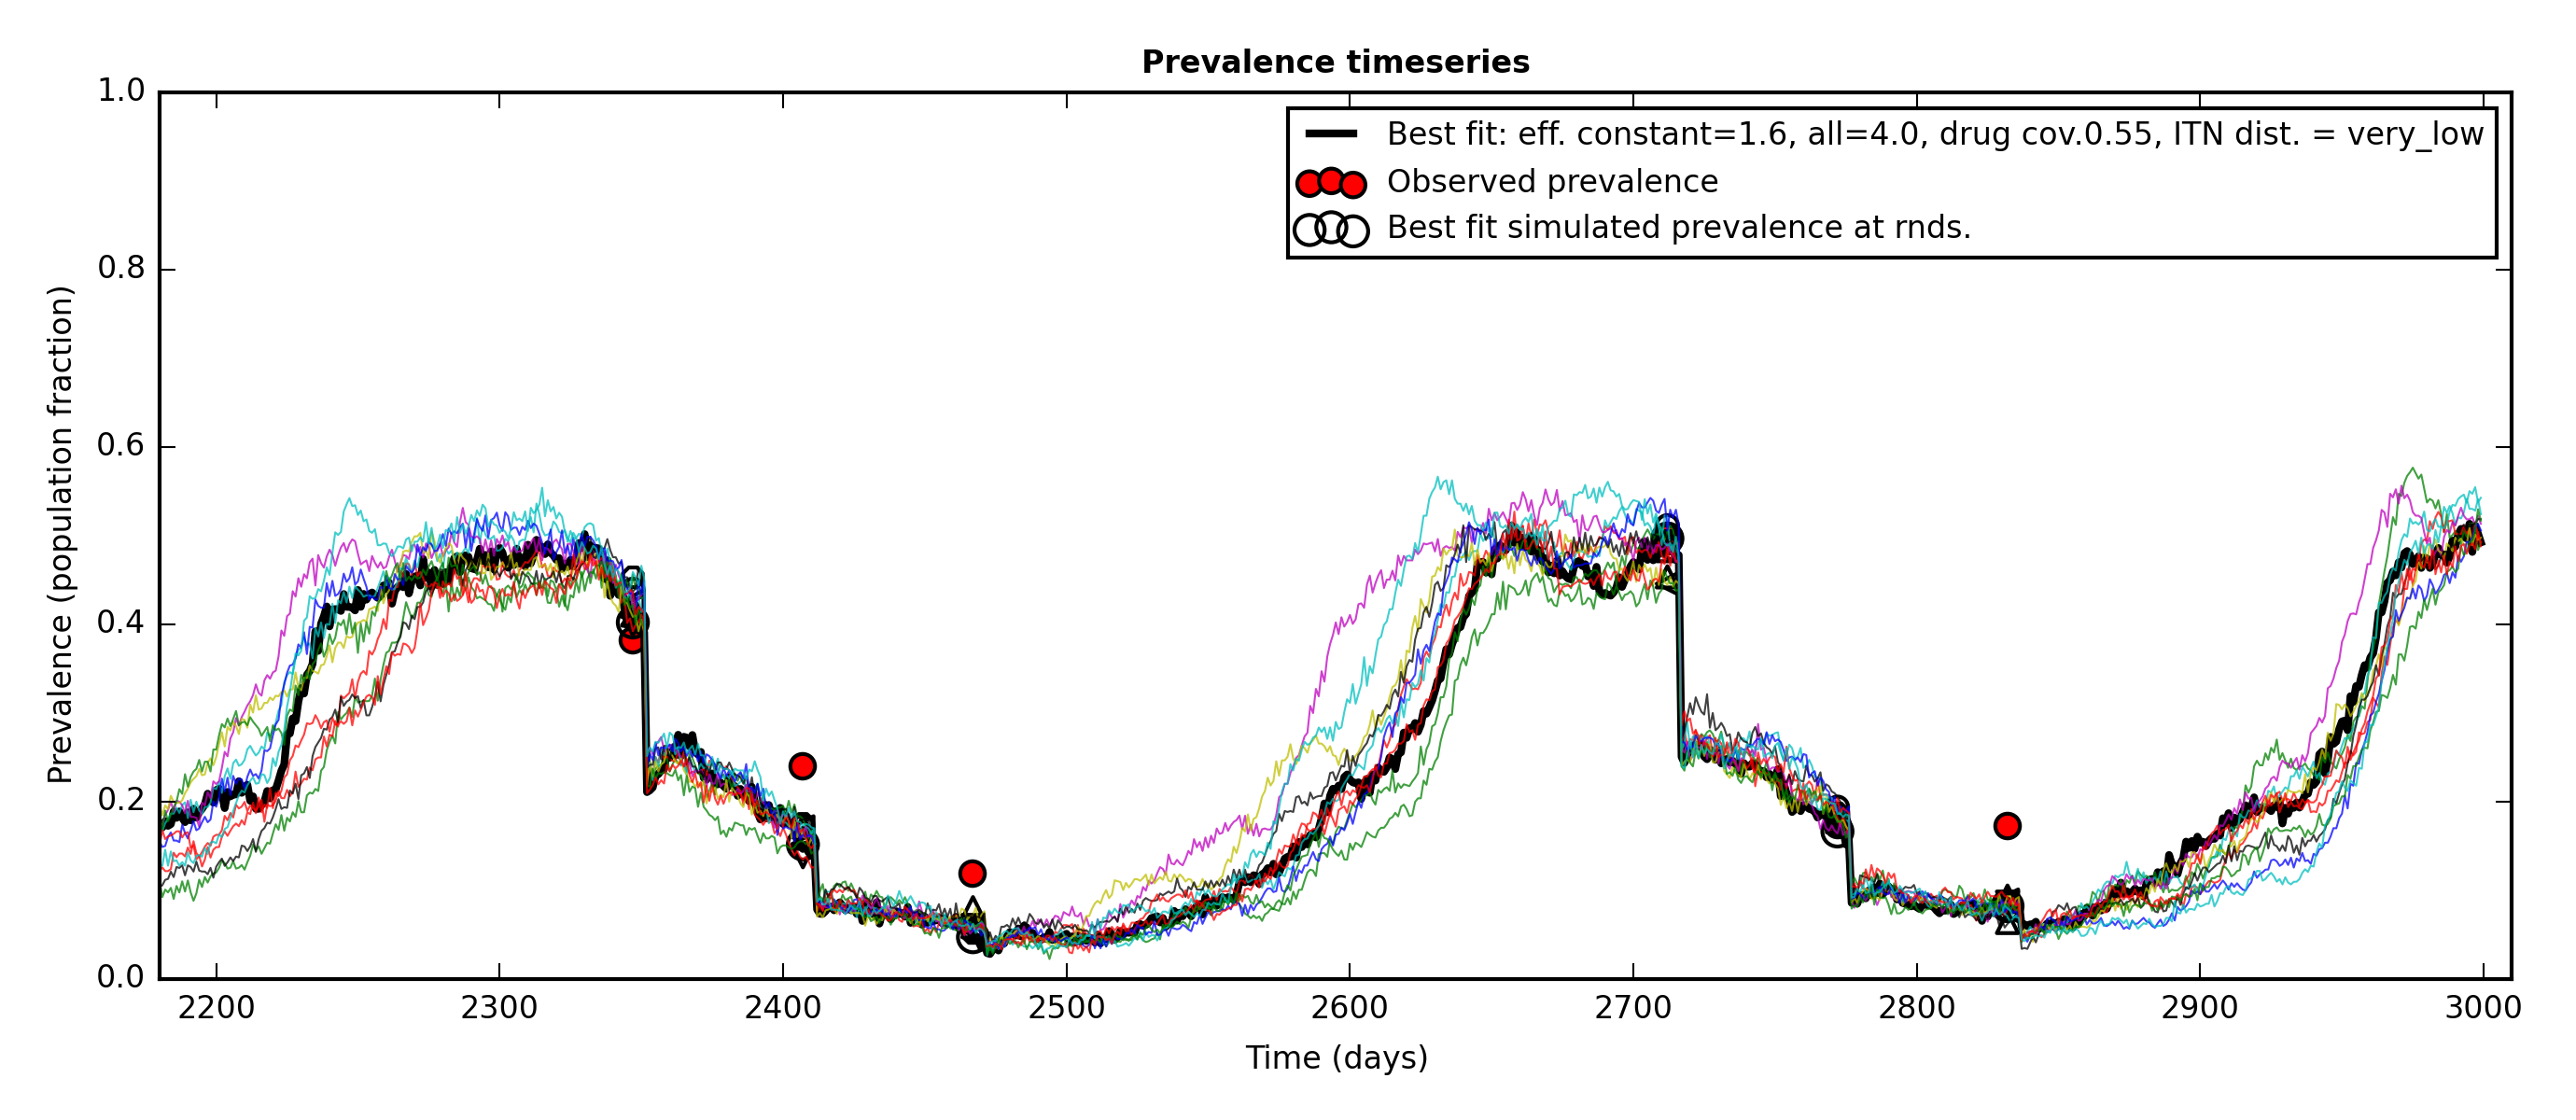 Prevalence timeseries
1.0
0.8
0.6
0.4
0.2
0.0
Prevalence (population fraction)
Best fit: eff. constant=1.6, all=4.0, drug cov.0.55, ITN dist. = very_low
Observed prevalence
Best fit simulated prevalence at rnds.
2200 2300 2400 2500 2600 2700 2800 2900 3000
Time (days)